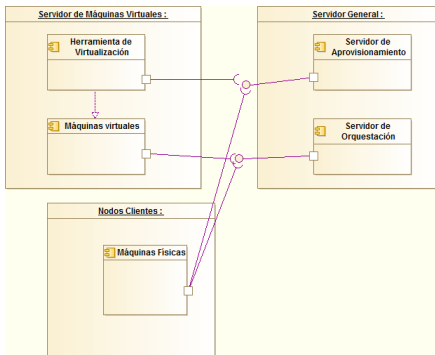 Servidor de Máquinas Virtuales :
Herramienta de
Virtualización
Máquinas virtuales
Servidor General :
Servidor de
Aprovisionamiento
Servidor de
Orquestación
Nodos Clientes :
Máquinas Fisicas